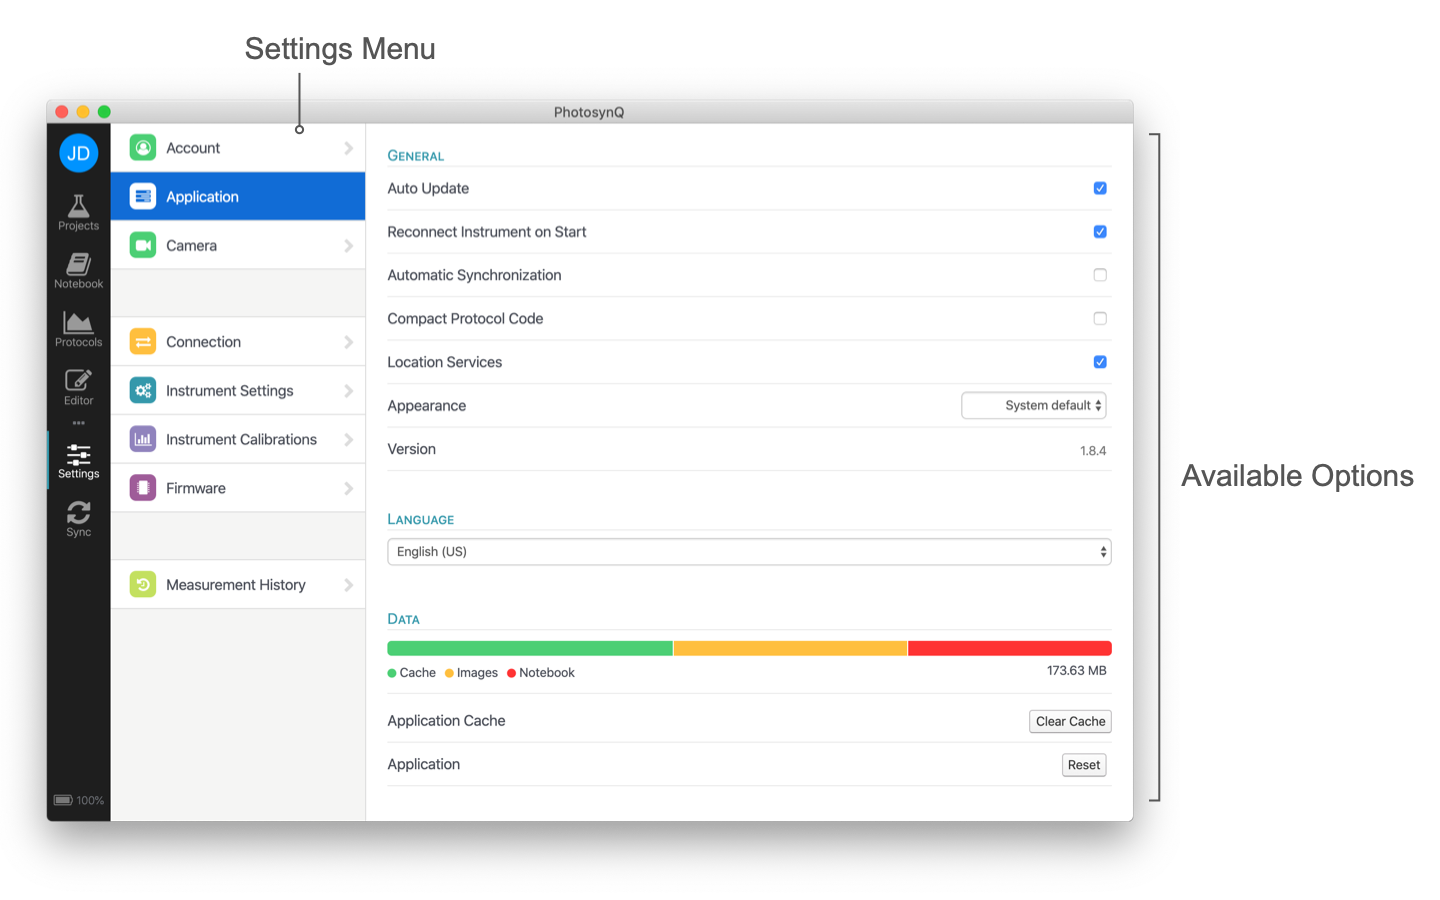 Settings Menu
PhotosynQ
JD
Projects
Notebook
Protocols
Editor
Settings
Sync
100%
Account
Application
Camera
Connection
Instrument Settings
Instrument Calibrations
Firmware
Measurement History
GENERAL
Auto Update
Reconnect Instrument on Start
Automatic Synchronization
Compact Protocol Code
Location Services
Appearance System default
Version 1.8.4
LANGUAGE
English (US)
DATA
Cache Images Notebook 173.63 MB
Application Cache Clear Cache
Application Reset
Available Options